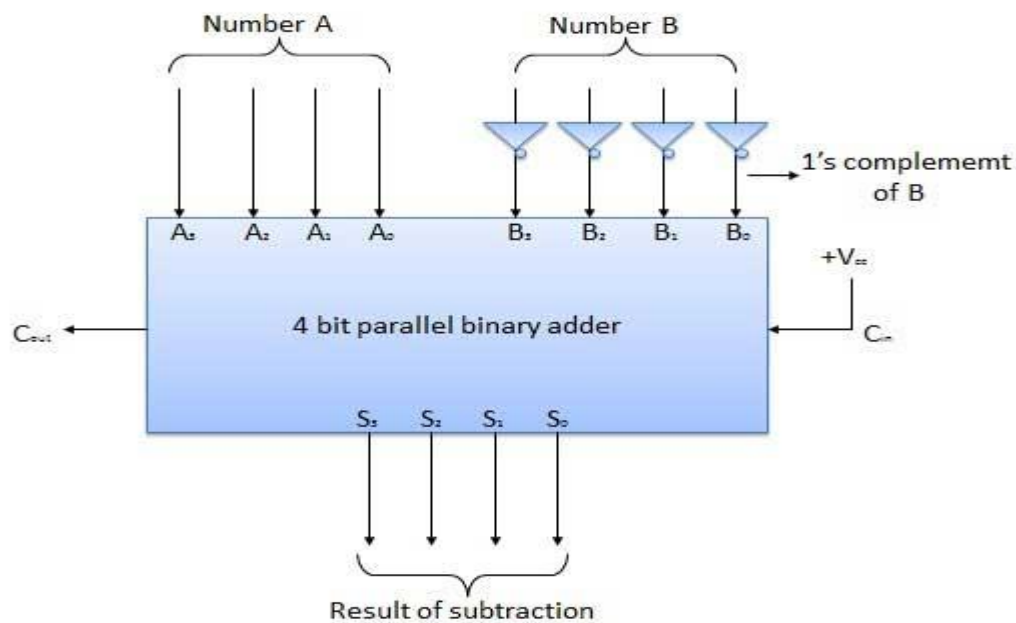 Number A
Number B
1's complememt
of B
A₃ A₂ A₁ A₀
B₃ B₂ B₁ B₀
+Vcc
4 bit parallel binary adder
Cout
Cin
S₃ S₂ S₁ S₀
Result of subtraction